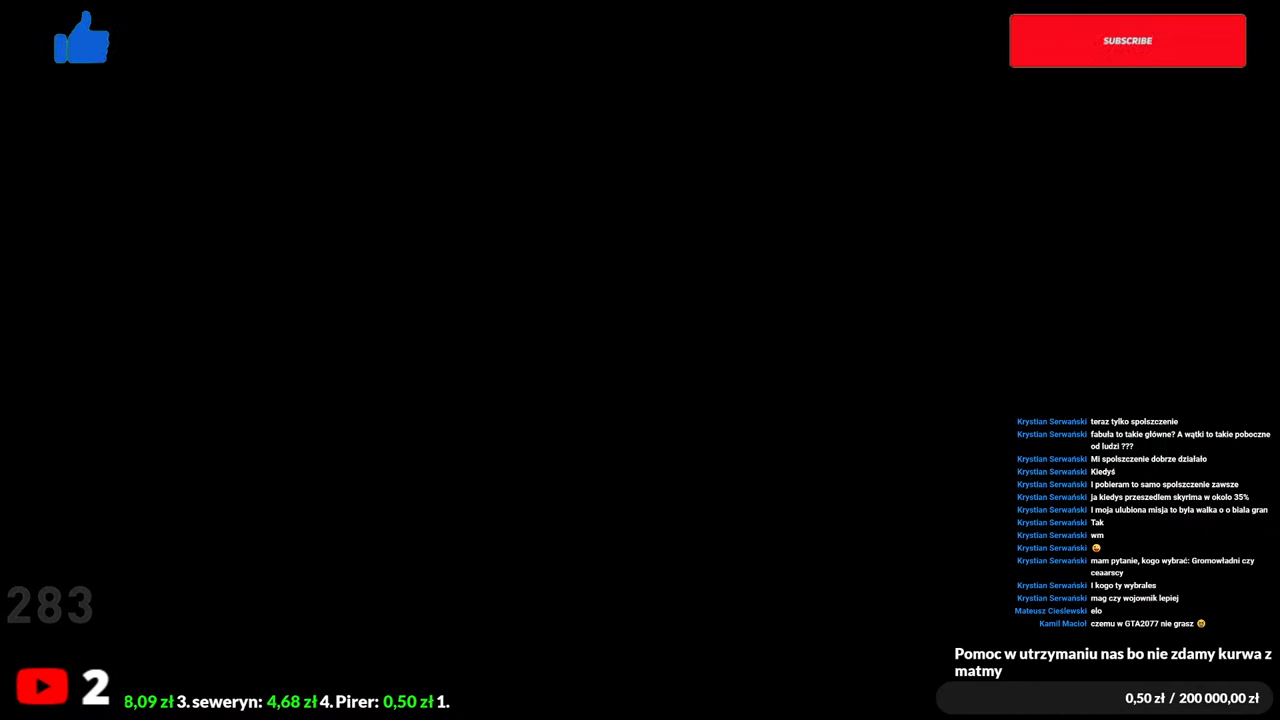 SUBSCRIBE
Krystian Serwański teraz tylko spolszczenie
Krystian Serwański fabuła to takie główne? A wątki to takie poboczne
od ludzi ???
Krystian Serwański Mi spolszczenie dobrze działało
Krystian Serwański Kiedyś
Krystian Serwański I pobieram to samo spolszczenie zawsze
Krystian Serwański ja kiedys przeszedlem skyrima w okolo 35%
Krystian Serwański I moja ulubiona misja to byla walka o o biala gran
Krystian Serwański Tak
Krystian Serwański wm
Krystian Serwański 😜
Krystian Serwański mam pytanie, kogo wybrać: Gromowładni czy
ceaarscy
Krystian Serwański I kogo ty wybrales
Krystian Serwański mag czy wojownik lepiej
Mateusz Cieślewski elo
Kamil Macioł czemu w GTA2077 nie grasz 😢
283
Pomoc w utrzymaniu nas bo nie zdamy kurwa z
matmy
2
8,09 zł 3. seweryn: 4,68 zł 4. Pirer: 0,50 zł 1.
0,50 zł / 200 000,00 zł